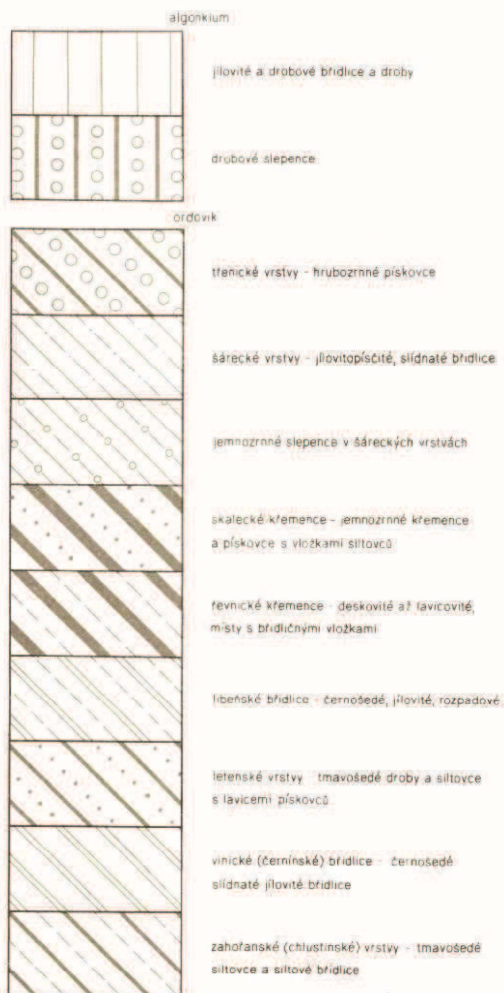 algonkium
jílovité a drobové břidlice a droby
drobové slepence
ordovik
třenické vrstvy - hrubozrnné pískovce
šárecké vrstvy - jílovitopísčité, slídnaté břidlice
jemnozrnné slepence v šáreckých vrstvách
skalecké křemence - jemnozrnné křemence
a pískovce s vložkami siltovců
řevnické křemence - deskovité až lavicovité,
místy s břidličnými vložkami
libeňské břidlice - černošedé, jílovité, rozpadové
letenské vrstvy tmavošedé droby a siltovce
s lavicemi pískovců
vinické (černínské) břidlice - černošedé
slídnaté jílovité břidlice
zahořanské (chlustinské) vrstvy - tmavošedé
siltovce a siltové břidlice